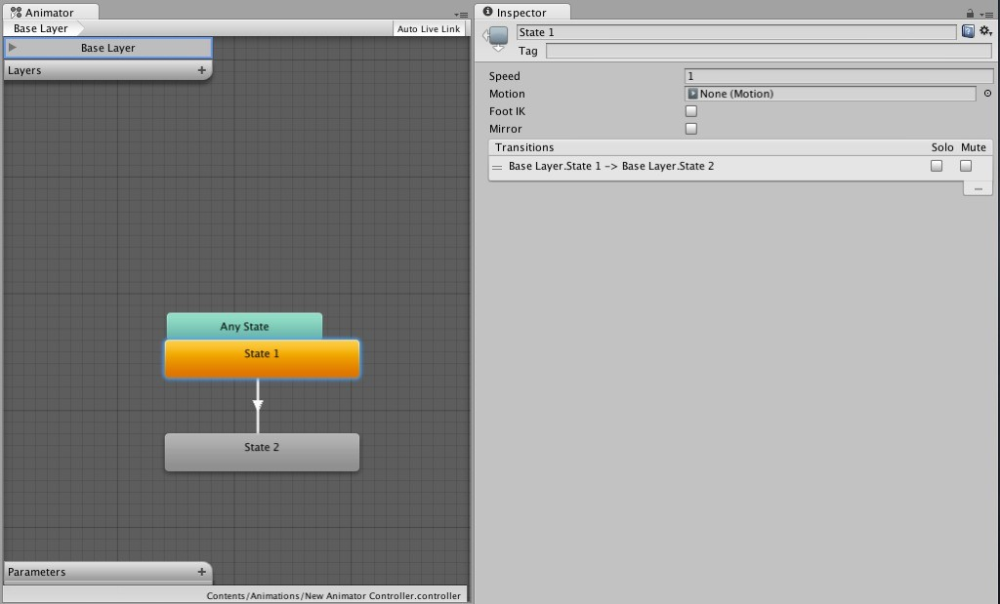 Animator
Base Layer
Auto Live Link
Base Layer
Layers
Any State
State 1
State 2
Parameters
Contents/Animations/New Animator Controller.controller
Inspector
State 1
Tag
Speed
1
Motion
None (Motion)
Foot IK
Mirror
Transitions Solo Mute
Base Layer.State 1 -> Base Layer.State 2